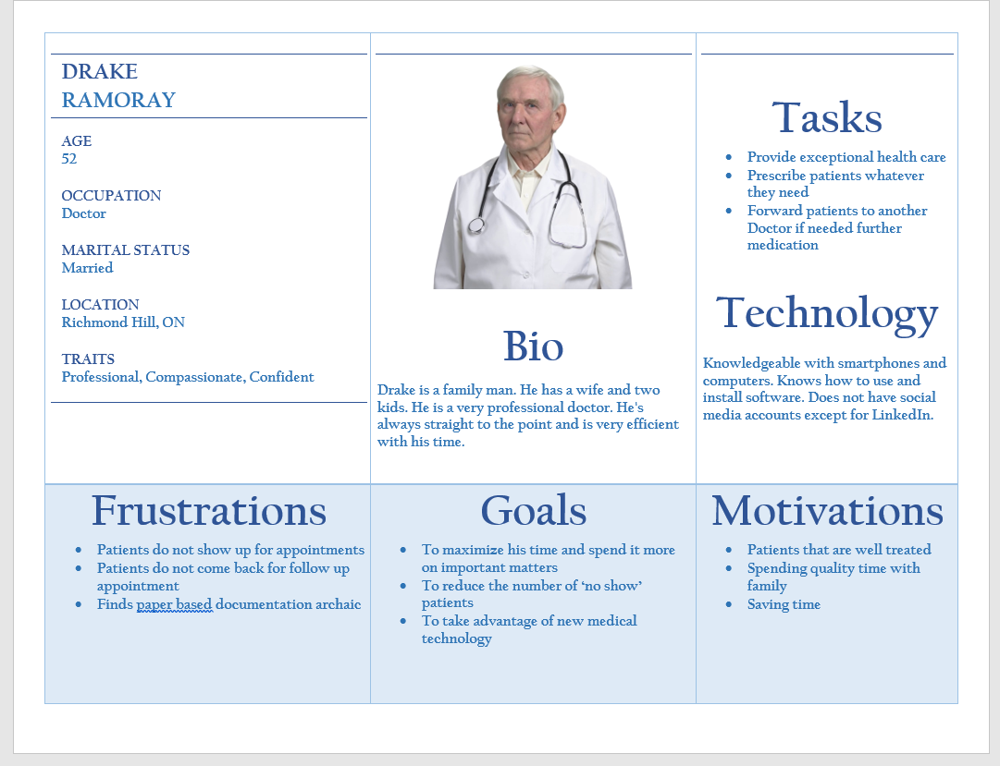 DRAKE
RAMORAY
AGE
52
OCCUPATION
Doctor
MARITAL STATUS
Married
LOCATION
Richmond Hill, ON
TRAITS
Professional, Compassionate, Confident
Bio
Drake is a family man. He has a wife and two
kids. He is a very professional doctor. He's
always straight to the point and is very efficient
with his time.
Tasks
• Provide exceptional health care
• Prescribe patients whatever
they need
• Forward patients to another
Doctor if needed further
medication
Technology
Knowledgeable with smartphones and
computers. Knows how to use and
install software. Does not have social
media accounts except for LinkedIn.
Frustrations
• Patients do not show up for appointments
• Patients do not come back for follow up
appointment
• Finds paper based documentation archaic
Goals
• To maximize his time and spend it more
on important matters
• To reduce the number of ‘no show’
patients
• To take advantage of new medical
technology
Motivations
• Patients that are well treated
• Spending quality time with
family
• Saving time